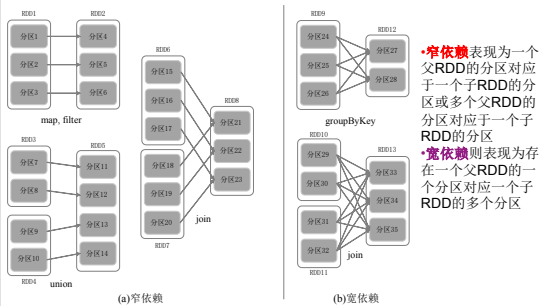 RDD1
RDD2
分区1
分区4
分区2
分区5
分区3
分区6
map, filter
RDD3
RDD5
分区7
分区11
分区8
分区12
分区9
分区13
分区10
分区14
RDD4
union
RDD6
分区15
分区16
分区17
RDD8
分区21
分区22
分区23
分区18
分区19
分区20
RDD7
join
(a)窄依赖
RDD9
RDD12
分区24
分区27
分区25
分区28
分区26
groupByKey
RDD10
RDD13
分区29
分区33
分区30
分区34
分区31
分区35
分区32
RDD11
join
(b)宽依赖
•窄依赖表现为一个
父RDD的分区对应
于一个子RDD的分
区或多个父RDD的
分区对应于一个子
RDD的分区
•宽依赖则表现为存
在一个父RDD的一
个分区对应一个子
RDD的多个分区